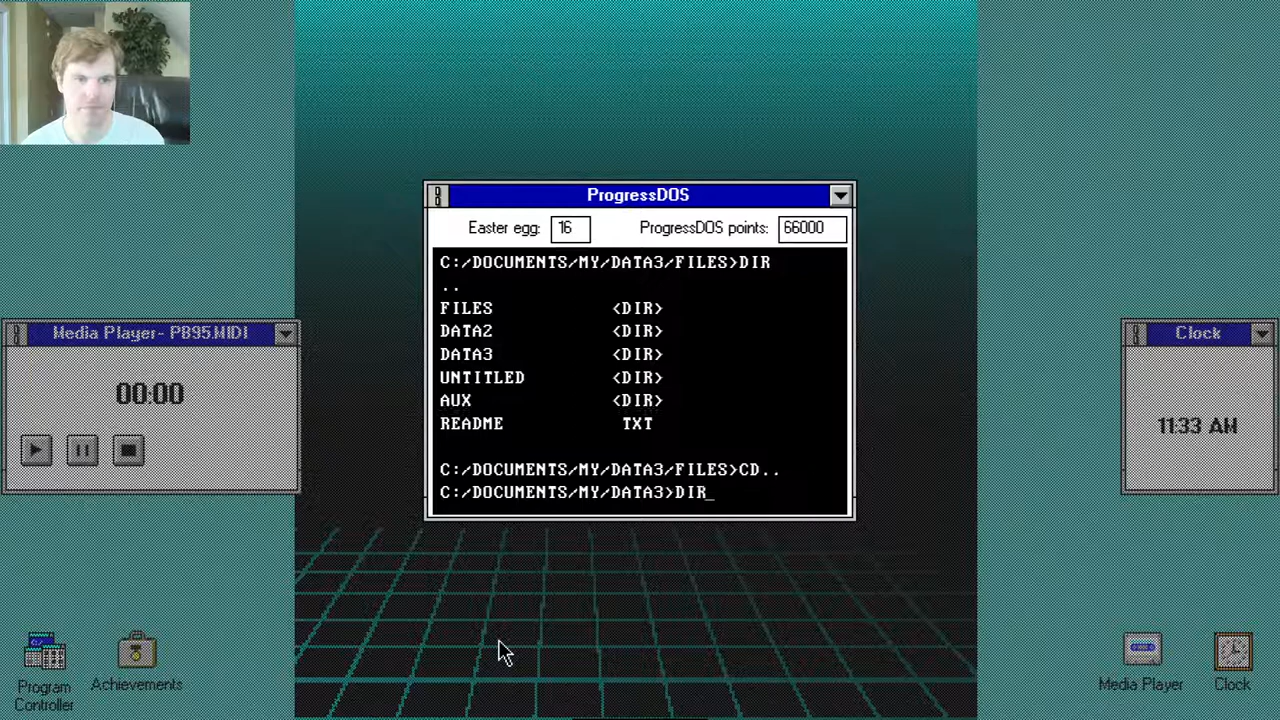 ProgressDOS
Easter egg: 16 ProgressDOS points: 66000
C:/DOCUMENTS/MY/DATA3/FILES>DIR
..
FILES <DIR>
DATA2 <DIR>
DATA3 <DIR>
UNTITLED <DIR>
AUX <DIR>
README TXT
C:/DOCUMENTS/MY/DATA3/FILES>CD..
C:/DOCUMENTS/MY/DATA3>DIR_
Media Player- PB95.MIDI
00:00
Clock
11:33 AM
Program
Controller
Achievements
Media Player
Clock